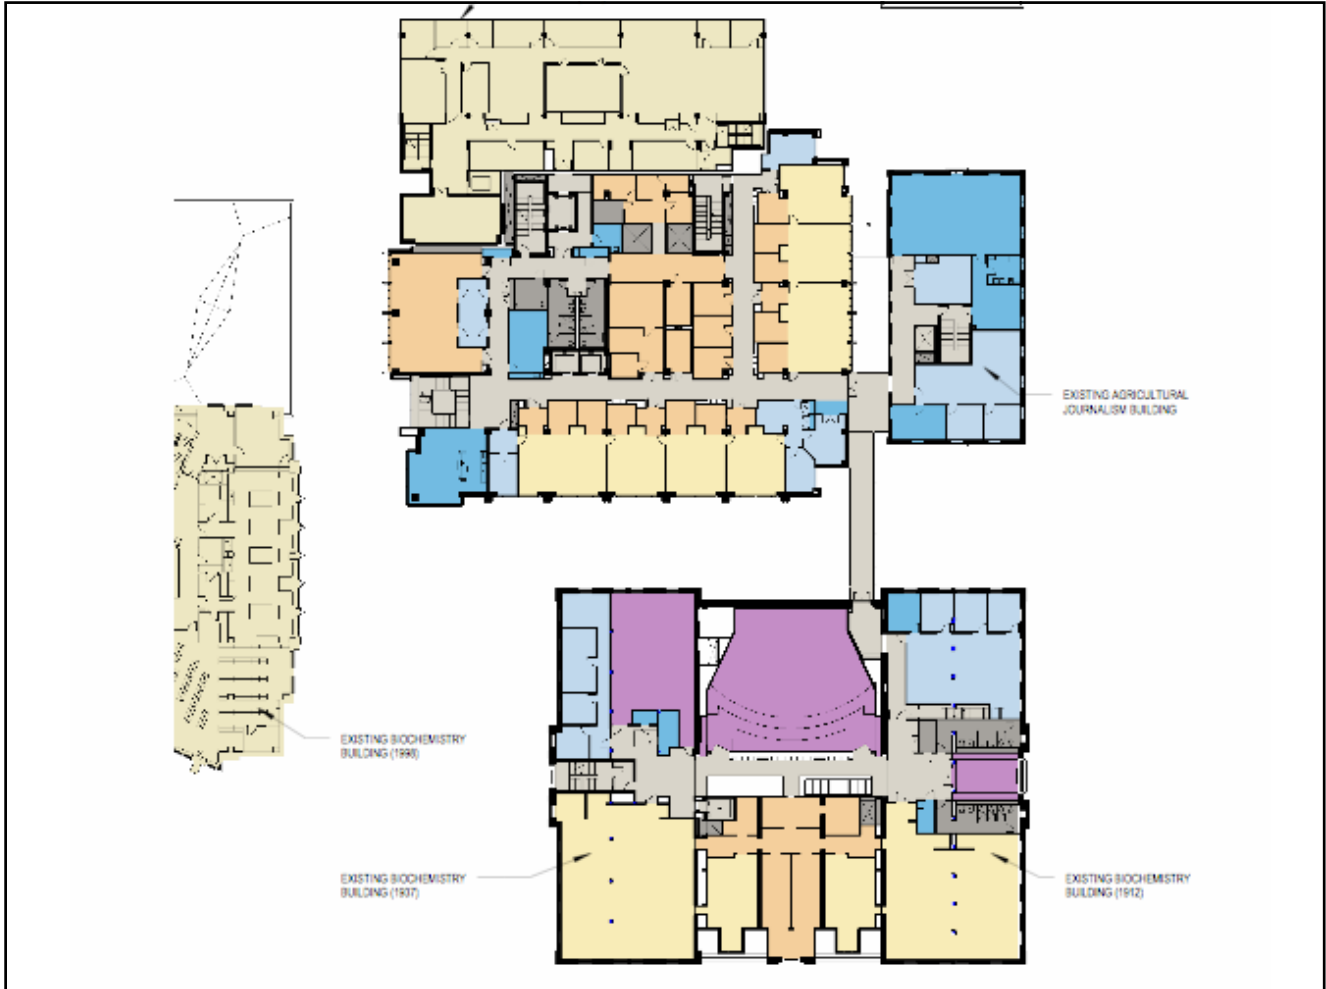 EXISTING AGRICULTURAL
JOURNALISM BUILDING
EXISTING BIOCHEMISTRY
BUILDING (1998)
EXISTING BIOCHEMISTRY
BUILDING (1937)
EXISTING BIOCHEMISTRY
BUILDING (1912)